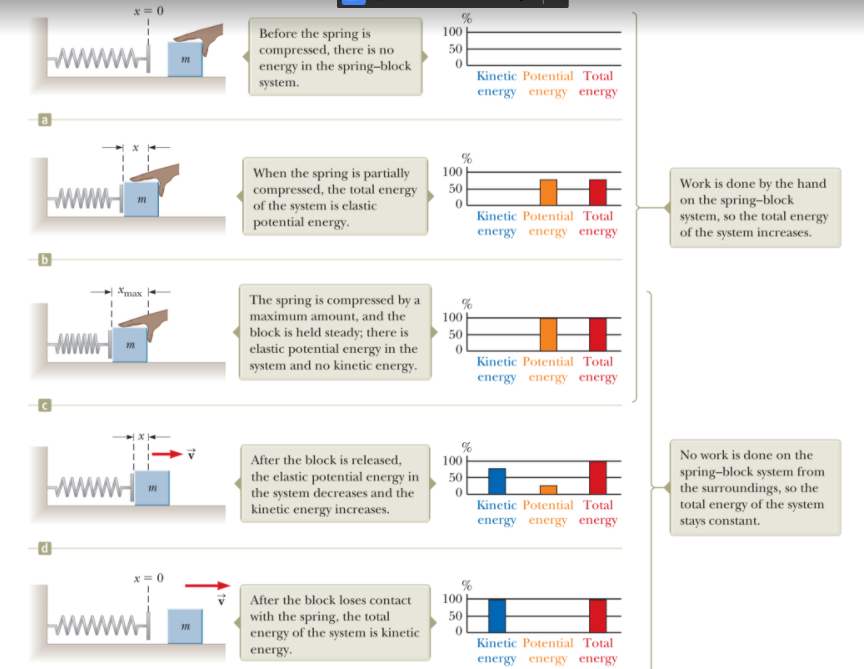 x = 0
m
Before the spring is
compressed, there is no
energy in the spring–block
system.
%
100
50
0
Kinetic Potential Total
energy energy energy
a
x
m
When the spring is partially
compressed, the total energy
of the system is elastic
potential energy.
%
100
50
0
Kinetic Potential Total
energy energy energy
Work is done by the hand
on the spring–block
system, so the total energy
of the system increases.
b
xmax
m
The spring is compressed by a
maximum amount, and the
block is held steady; there is
elastic potential energy in the
system and no kinetic energy.
%
100
50
0
Kinetic Potential Total
energy energy energy
c
x
v⃗
m
After the block is released,
the elastic potential energy in
the system decreases and the
kinetic energy increases.
%
100
50
0
Kinetic Potential Total
energy energy energy
No work is done on the
spring–block system from
the surroundings, so the
total energy of the system
stays constant.
d
x = 0
v⃗
m
After the block loses contact
with the spring, the total
energy of the system is kinetic
energy.
%
100
50
0
Kinetic Potential Total
energy energy energy